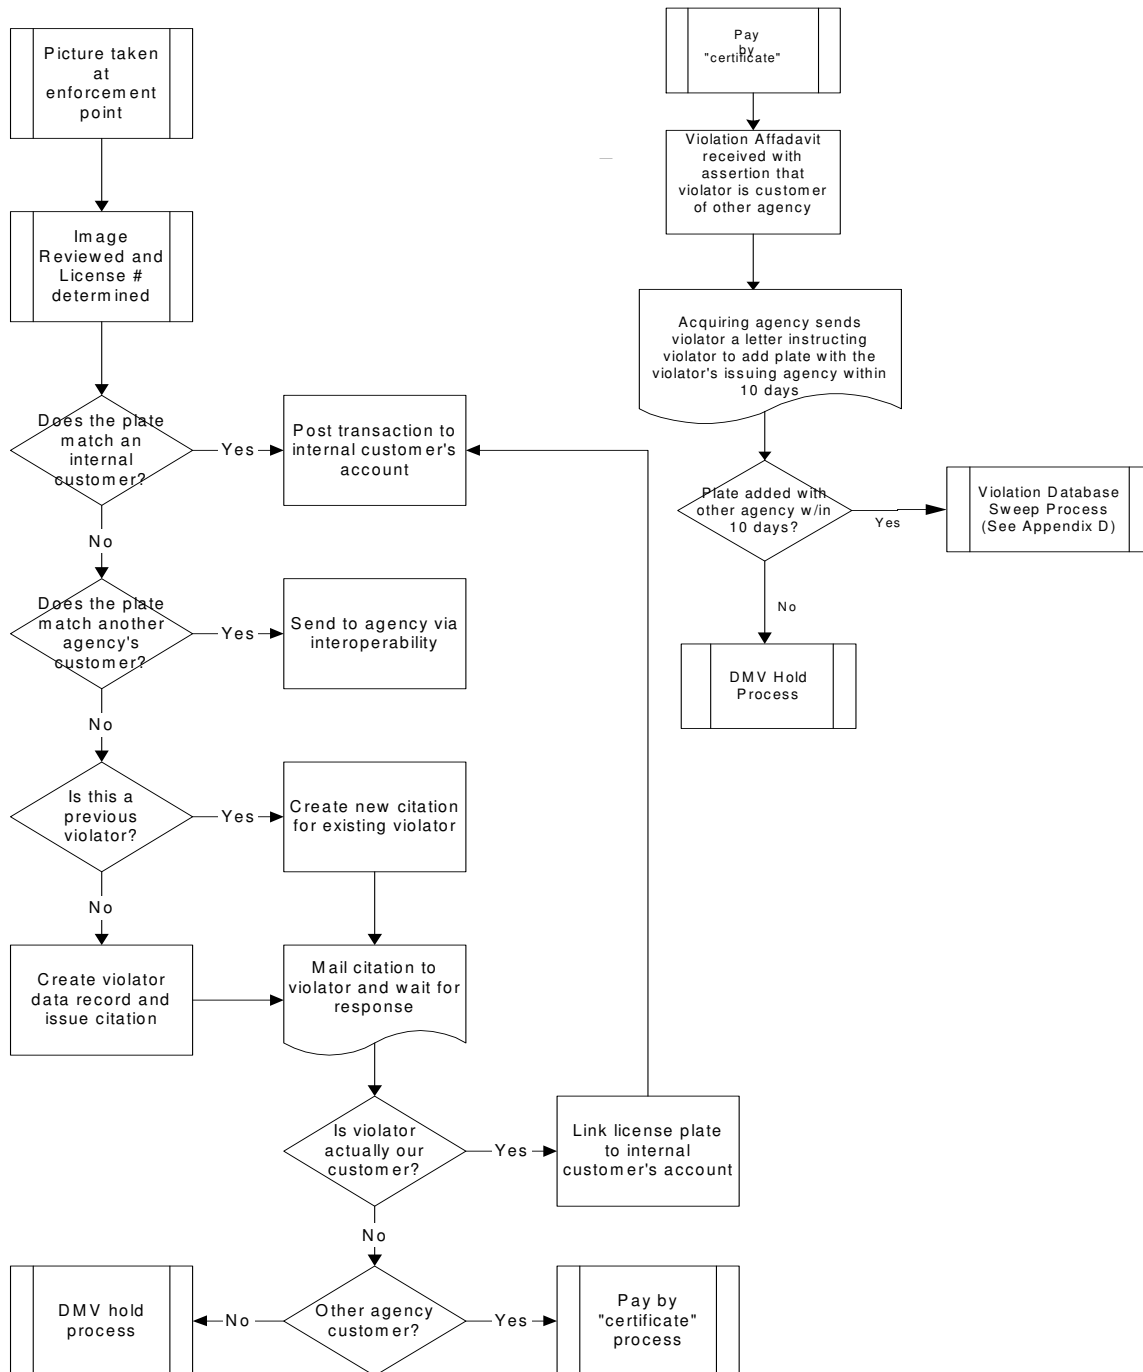 Picture taken
at
enforcement
point
Image
Reviewed and
License #
determined
Does the plate
match an
internal
customer?
Yes
Post transaction to
internal customer's
account
No
Does the plate
match another
agency's
customer?
Yes
Send to agency via
interoperability
No
Is this a
previous
violator?
Yes
Create new citation
for existing violator
No
Create violator
data record and
issue citation
Mail citation to
violator and wait for
response
Is violator
actually our
customer?
Yes
Link license plate
to internal
customer's account
No
Other agency
customer?
No
DMV hold
process
Yes
Pay by
"certificate"
process
Pay
by
"certificate"
Violation Affadavit
received with
assertion that
violator is customer
of other agency
Acquiring agency sends
violator a letter instructing
violator to add plate with the
violator's issuing agency within
10 days
Plate added with
other agency w/in
10 days?
Yes
Violation Database
Sweep Process
(See Appendix D)
No
DMV Hold
Process